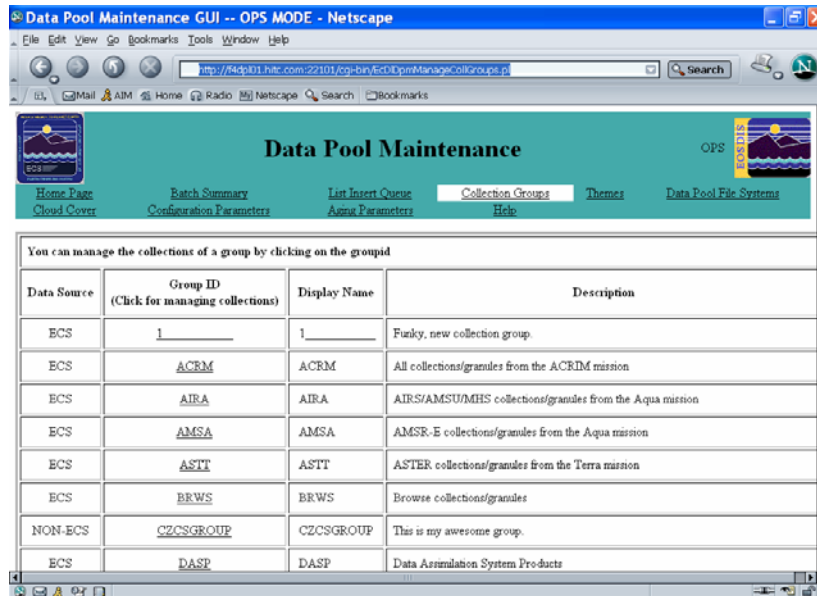 Data Pool Maintenance GUI -- OPS MODE - Netscape
File Edit View Go Bookmarks Tools Window Help
http://f4dpl01.hitc.com:22101/cgi-bin/EcDlDpmManageCollGroups.pl Search
Mail AIM Home Radio Netscape Search Bookmarks
ECS
Data Pool Maintenance
OPS
EOSDIS
Home Page Batch Summary List Insert Queue Collection Groups Themes Data Pool File Systems
Cloud Cover Configuration Parameters Aging Parameters Help
You can manage the collections of a group by clicking on the groupid
Data Source Group ID (Click for managing collections) Display Name Description
ECS 1__________ 1__________ Funky, new collection group.
ECS ACRM ACRM All collections/granules from the ACRIM mission
ECS AIRA AIRA AIRS/AMSU/MHS collections/granules from the Aqua mission
ECS AMSA AMSA AMSR-E collections/granules from the Aqua mission
ECS ASTT ASTT ASTER collections/granules from the Terra mission
ECS BRWS BRWS Browse collections/granules
NON-ECS CZCSGROUP CZCSGROUP This is my awesome group.
ECS DASP DASP Data Assimilation System Products